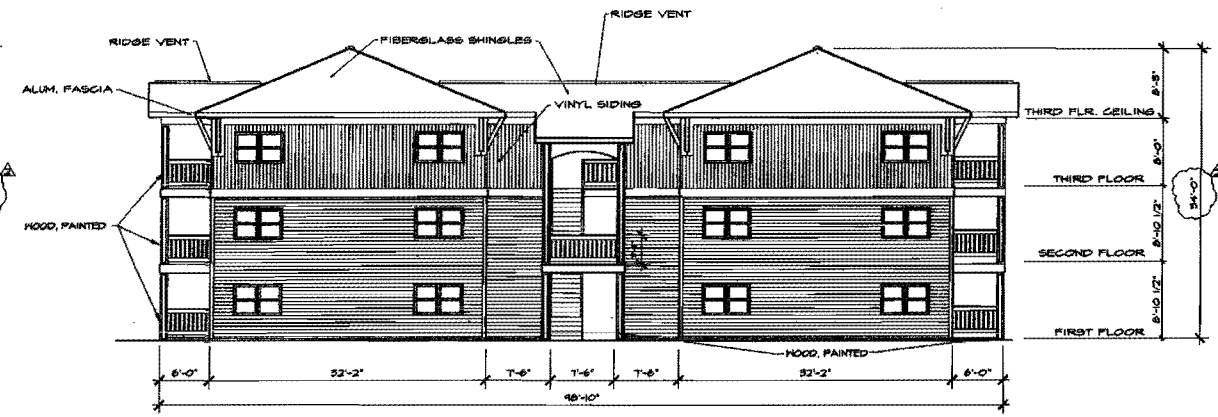 RIDGE VENT
RIDGE VENT
FIBERGLASS SHINGLES
ALUM. FASCIA
VINYL SIDING
8'-3"
THIRD FLR. CEILING
8'-0"
THIRD FLOOR
34'-0"
WOOD, PAINTED
8'-10 1/2"
SECOND FLOOR
8'-10 1/2"
FIRST FLOOR
WOOD, PAINTED
6'-0" 32'-2" 7'-6" 7'-6" 7'-6" 32'-2" 6'-0"
98'-10"